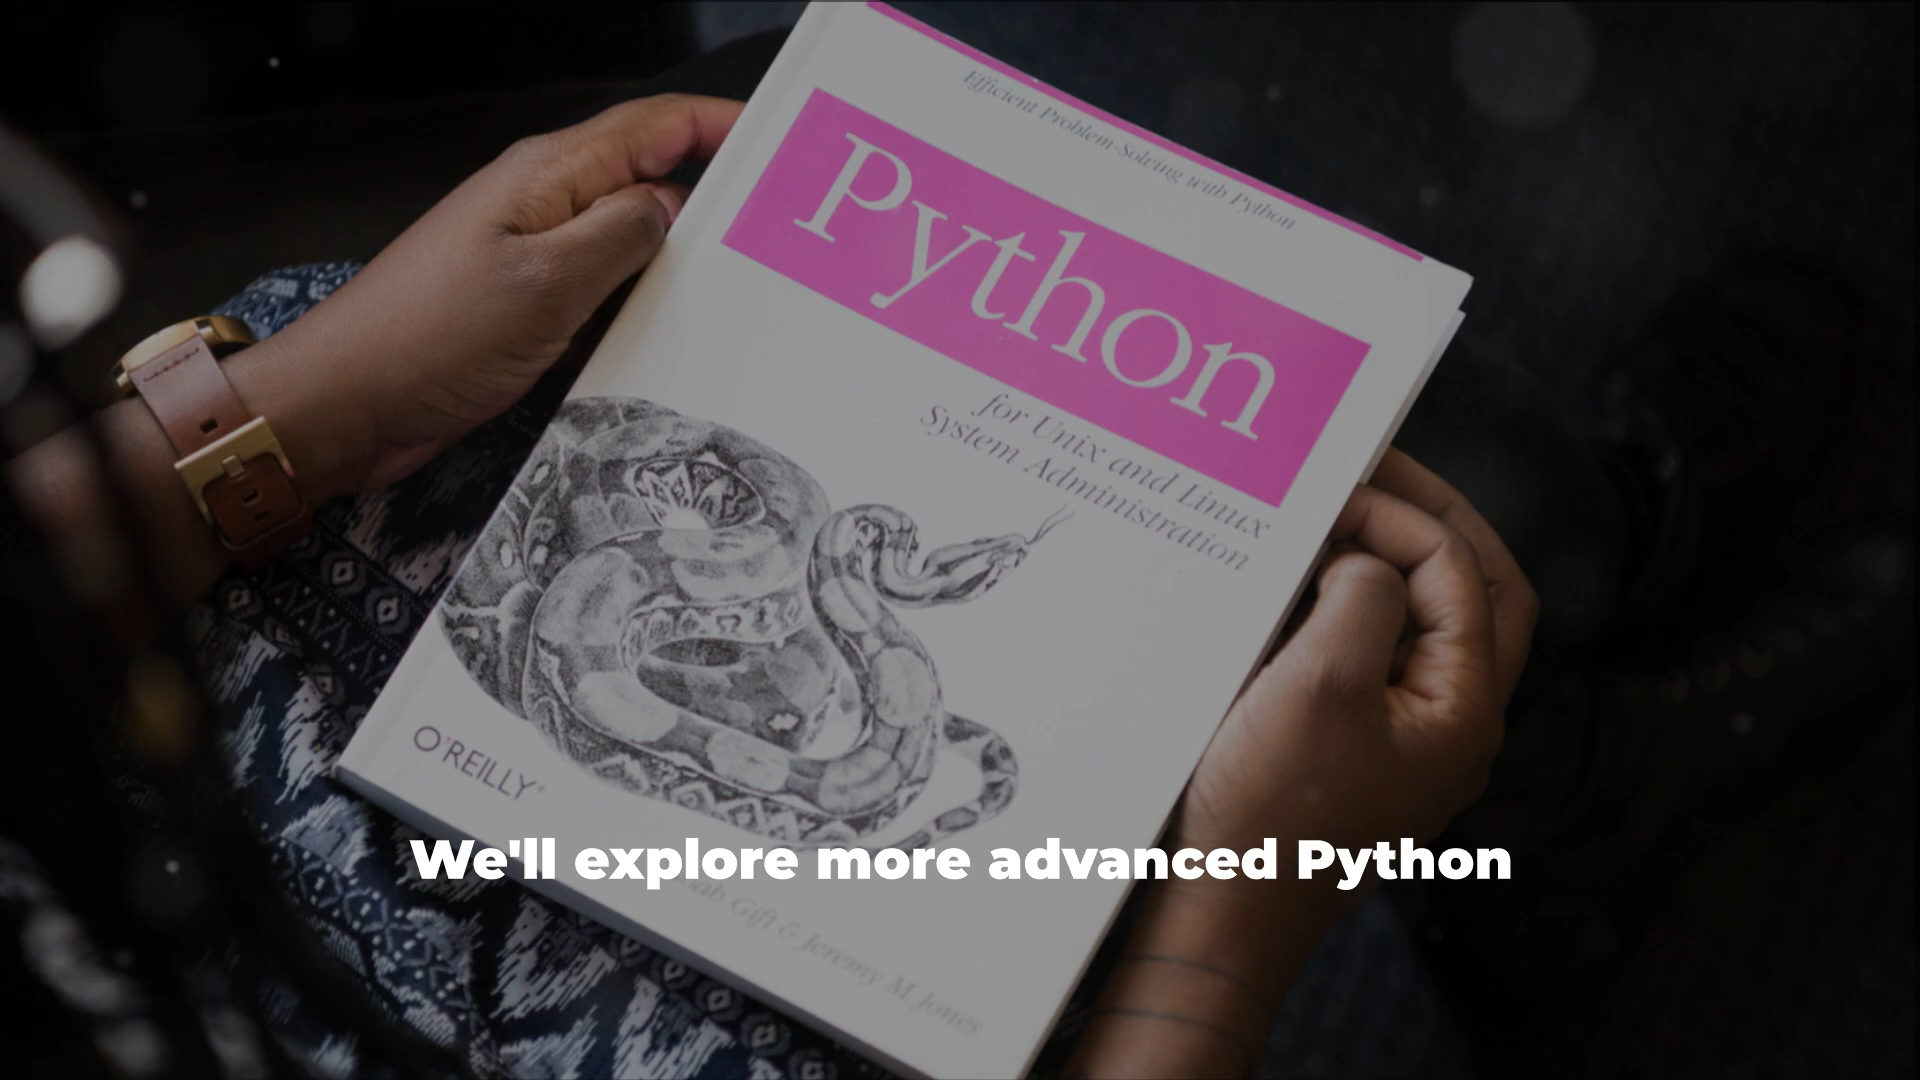 Efficient Problem-Solving with Python
Python
for Unix and Linux
System Administration
O'REILLY®
We'll explore more advanced Python
Gift & Jeremy M. Jones